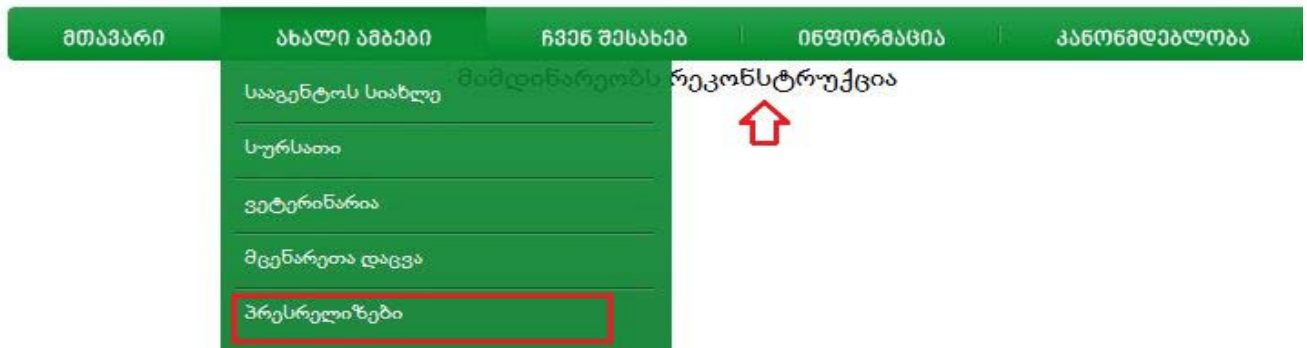 მთავარი ახალი ამბები ჩვენ შესახებ ინფორმაცია კანონმდებლობა
მიმდინარეობს რეკონსტრუქცია
სააგენტოს სიახლე
სურსათი
ვეტერინარია
მცენარეთა დაცვა
პრესრელიზები